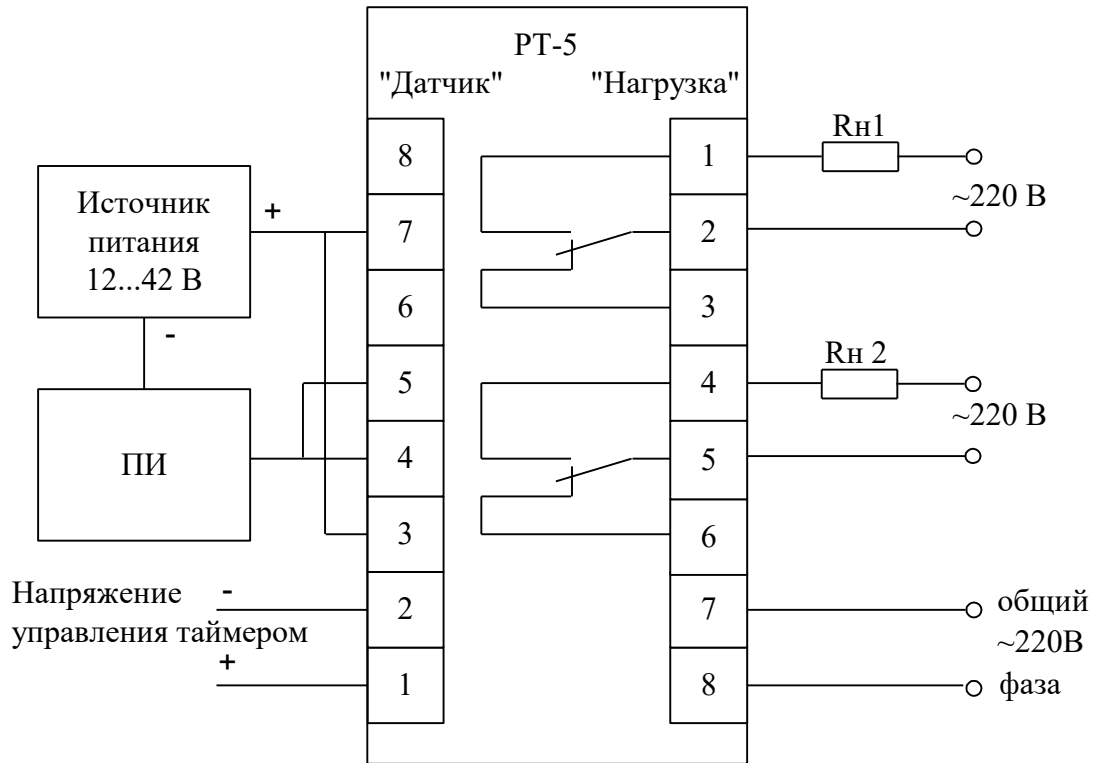 РТ-5
"Датчик" "Нагрузка"
8
7
6
5
4
3
2
1
1
2
3
4
5
6
7
8
Источник
питания
12...42 В
+
-
ПИ
Напряжение
управления таймером
-
+
Rн1
~220 В
Rн 2
~220 В
общий
~220В
фаза